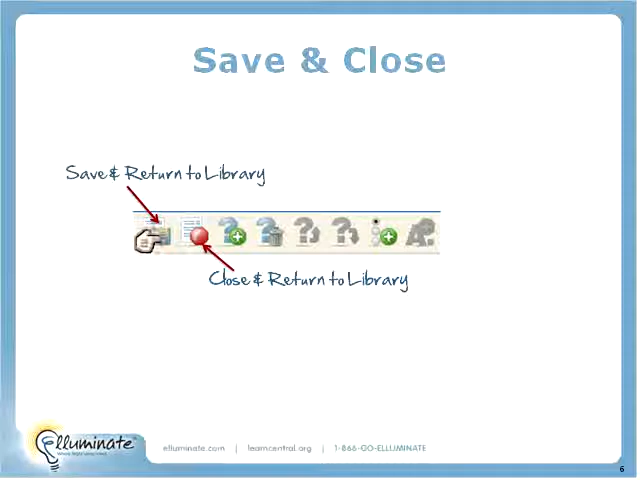 Save & Close
Save & Return to Library
Close & Return to Library
elluminate
elluminate.com | learncentral.org | 1-866-GO-ELLUMINATE
6